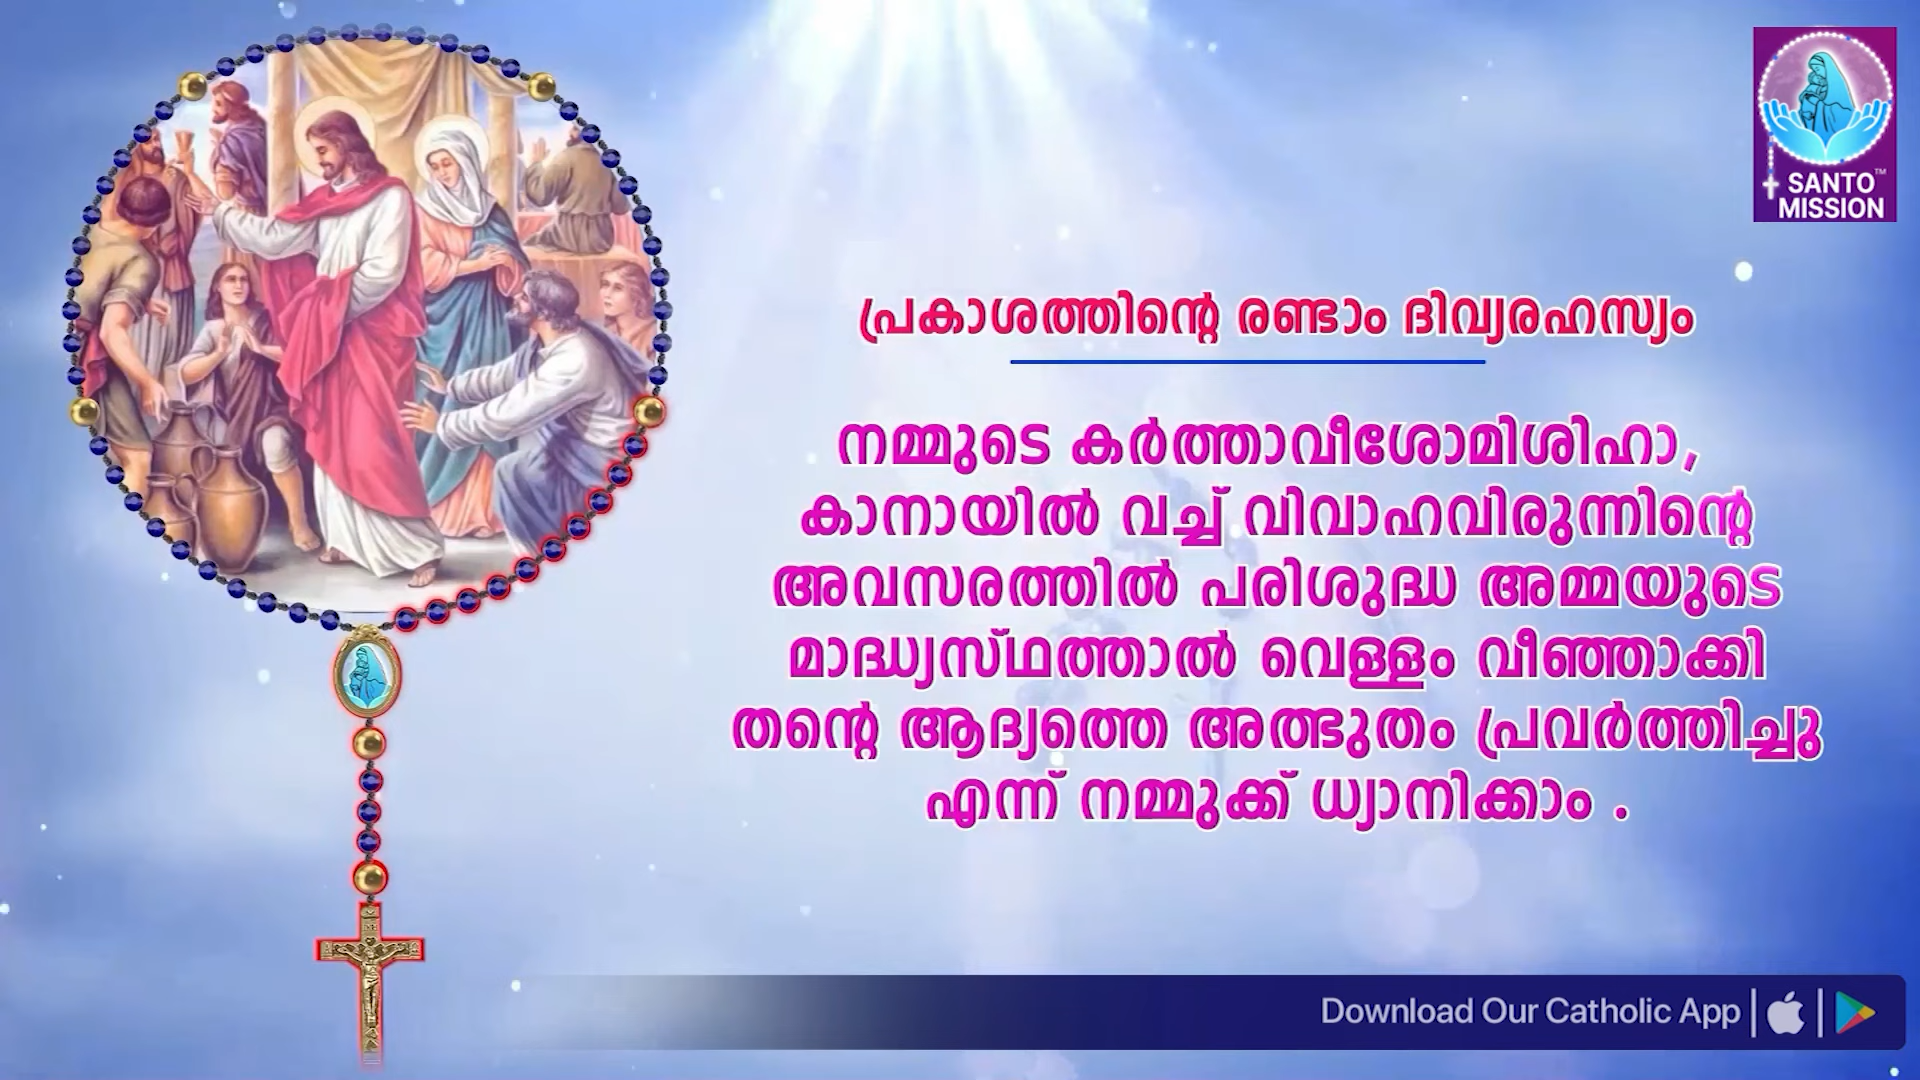 SANTO™
MISSION
പ്രകാശത്തിന്റെ രണ്ടാം ദിവ്യരഹസ്യം
നമ്മുടെ കർത്താവീശോമിശിഹാ,
കാനായിൽ വച്ച് വിവാഹവിരുന്നിന്റെ
അവസരത്തിൽ പരിശുദ്ധ അമ്മയുടെ
മാദ്ധ്യസ്ഥത്താൽ വെള്ളം വീഞ്ഞാക്കി
തന്റെ ആദ്യത്തെ അത്ഭുതം പ്രവർത്തിച്ചു
എന്ന് നമ്മുക്ക് ധ്യാനിക്കാം .
Download Our Catholic App